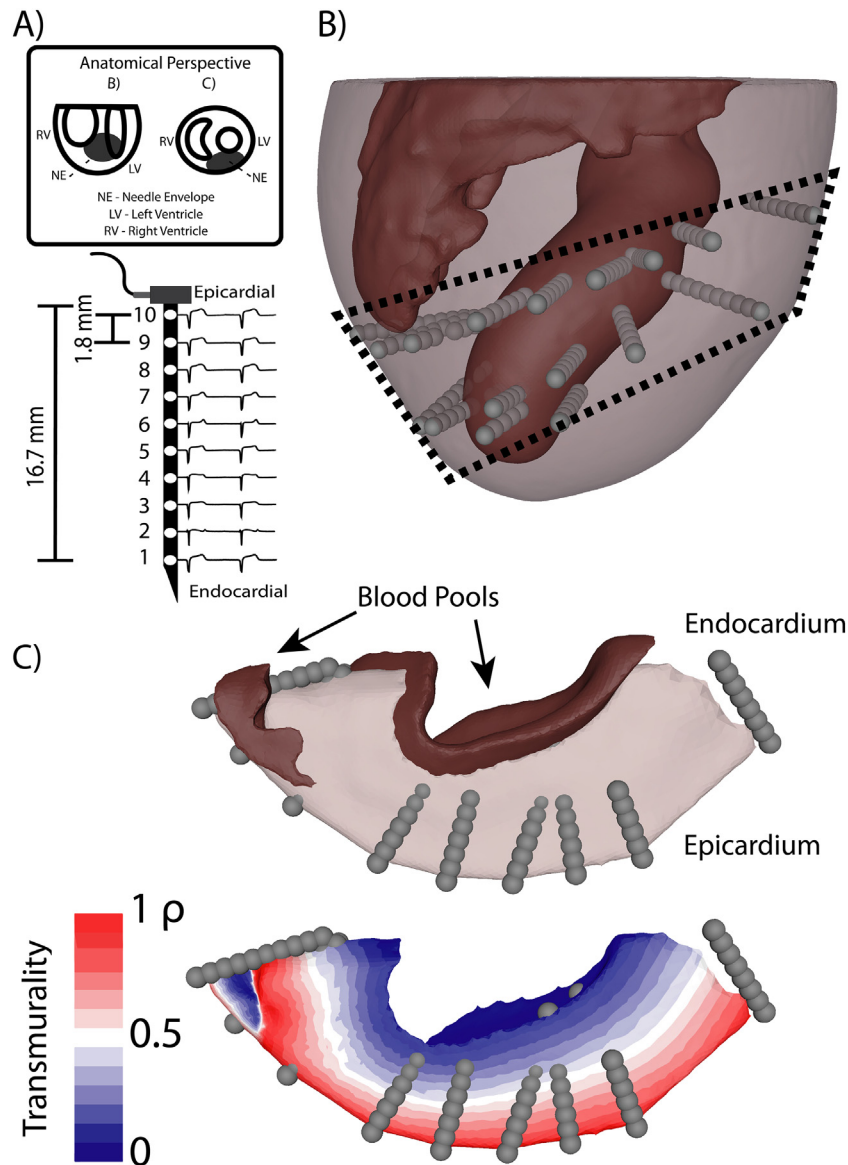 A)
Anatomical Perspective
B)
C)
RV
LV
NE
RV
LV
NE
NE - Needle Envelope
LV - Left Ventricle
RV - Right Ventricle
Epicardial
10
9
8
7
6
5
4
3
2
1
1.8 mm
16.7 mm
Endocardial
B)
C)
Blood Pools
Endocardium
Epicardium
Transmurality
1 ρ
0.5
0